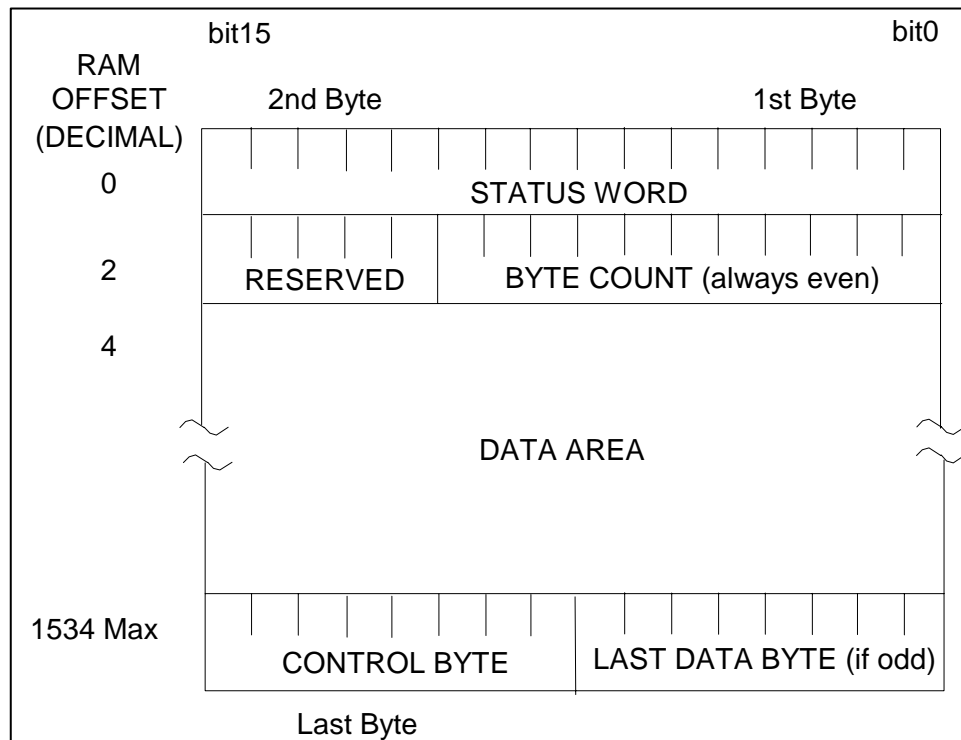 bit15 bit0
RAM
OFFSET
(DECIMAL)
2nd Byte 1st Byte
0
STATUS WORD
2
RESERVED BYTE COUNT (always even)
4
DATA AREA
1534 Max
CONTROL BYTE LAST DATA BYTE (if odd)
Last Byte